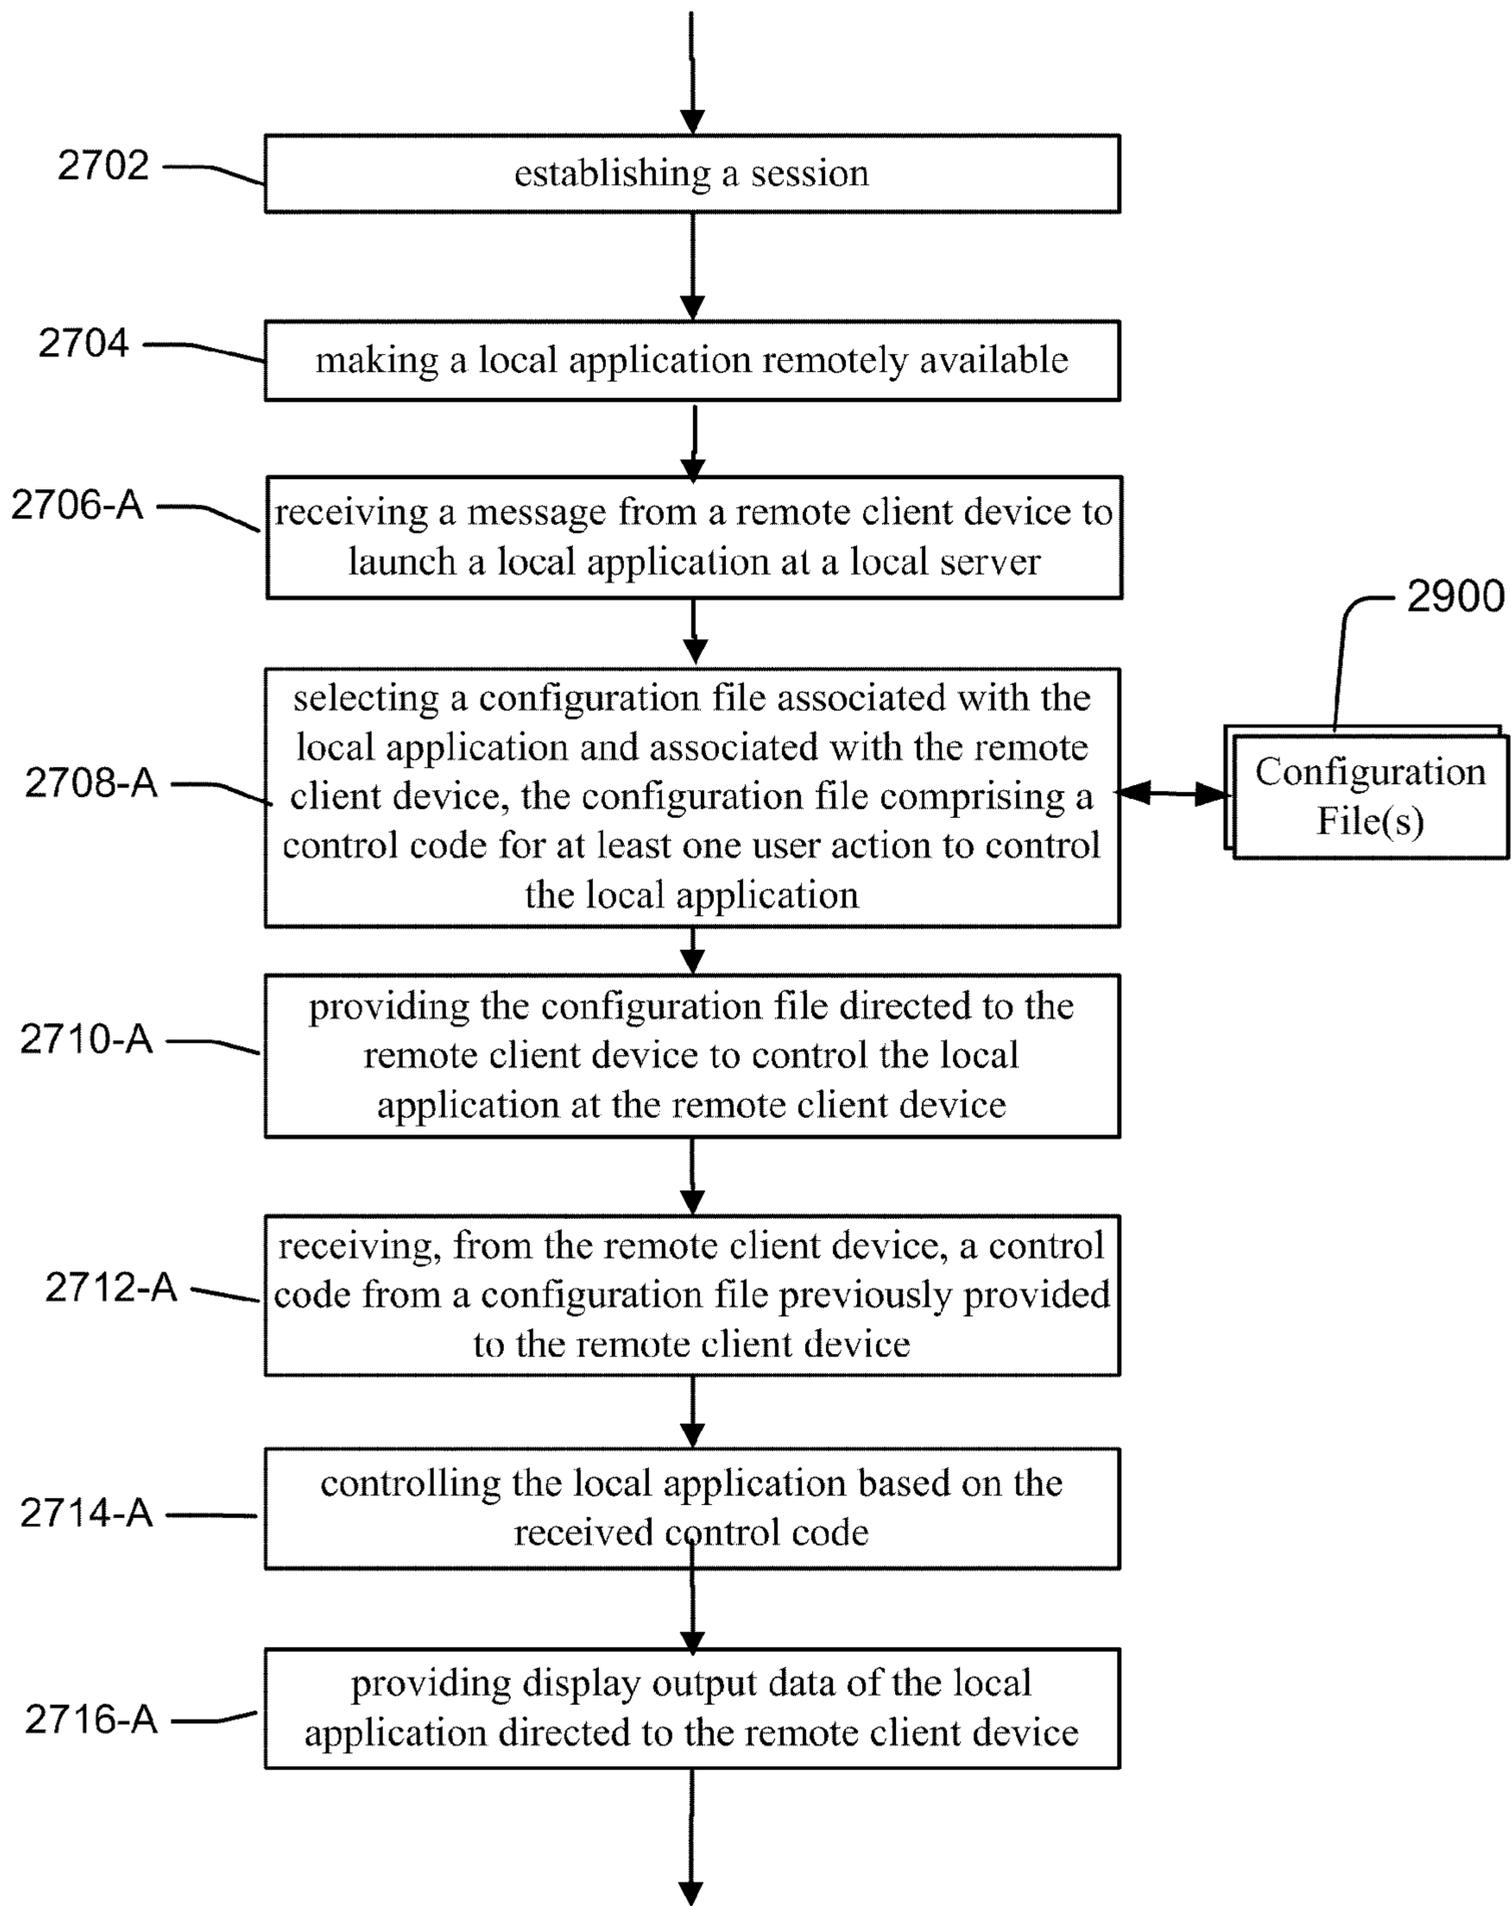 2702
establishing a session
2704
making a local application remotely available
2706-A
receiving a message from a remote client device to
launch a local application at a local server
2900
2708-A
selecting a configuration file associated with the
local application and associated with the remote
client device, the configuration file comprising a
control code for at least one user action to control
the local application
Configuration
File(s)
2710-A
providing the configuration file directed to the
remote client device to control the local
application at the remote client device
2712-A
receiving, from the remote client device, a control
code from a configuration file previously provided
to the remote client device
2714-A
controlling the local application based on the
received control code
2716-A
providing display output data of the local
application directed to the remote client device